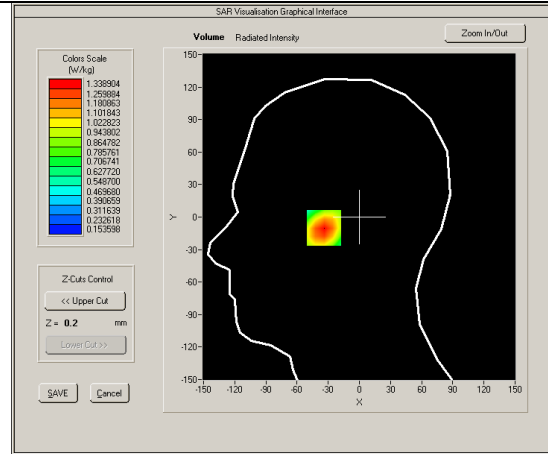 SAR Visualisation Graphical Interface
Volume Radiated Intensity
Zoom In/Out
Colors Scale
(W/kg)
1.338904
1.259884
1.180863
1.101843
1.022823
0.943802
0.864782
0.785761
0.706741
0.627720
0.548700
0.469680
0.390659
0.311639
0.232618
0.153598
Z-Cuts Control
<< Upper Cut
Z = 0.2 mm
Lower Cut >>
SAVE Cancel
150
120
90
60
30
0
-30
-60
-90
-120
-150
Y
-150 -120 -90 -60 -30 0 30 60 90 120 150
X